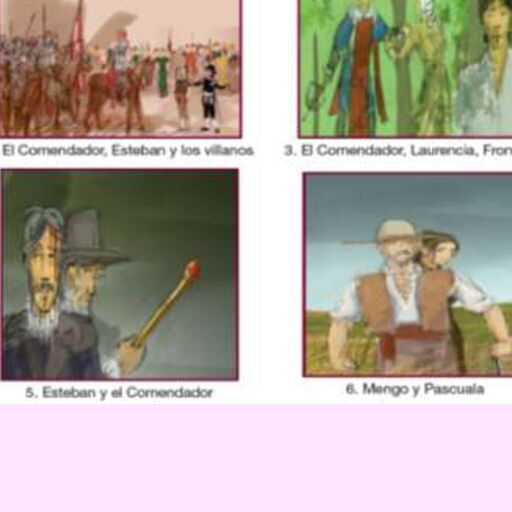 El Comendador, Esteban y los villanos
3. El Comendador, Laurencia, Fron
5. Esteban y el Comendador
6. Mengo y Pascuala